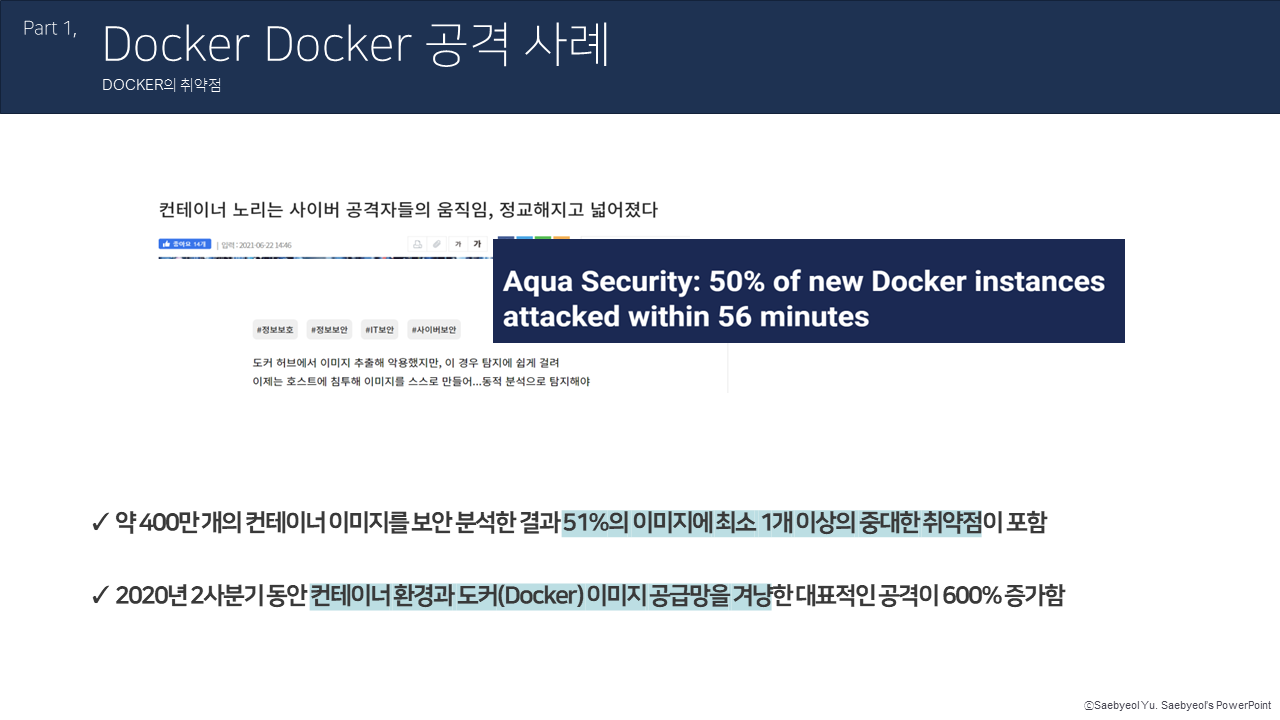 Part 1,
Docker Docker 공격 사례
DOCKER의 취약점
컨테이너 노리는 사이버 공격자들의 움직임, 정교해지고 넓어졌다
좋아요 14개 | 입력 : 2021-06-22 14:46
가 가
Aqua Security: 50% of new Docker instances
attacked within 56 minutes
#정보보호 #정보보안 #IT보안 #사이버보안
도커 허브에서 이미지 추출해 악용했지만, 이 경우 탐지에 쉽게 걸려
이제는 호스트에 침투해 이미지를 스스로 만들어...동적 분석으로 탐지해야
✓ 약 400만 개의 컨테이너 이미지를 보안 분석한 결과 51%의 이미지에 최소 1개 이상의 중대한 취약점이 포함
✓ 2020년 2사분기 동안 컨테이너 환경과 도커(Docker) 이미지 공급망을 겨냥한 대표적인 공격이 600% 증가함
ⓒSaebyeol Yu. Saebyeol's PowerPoint